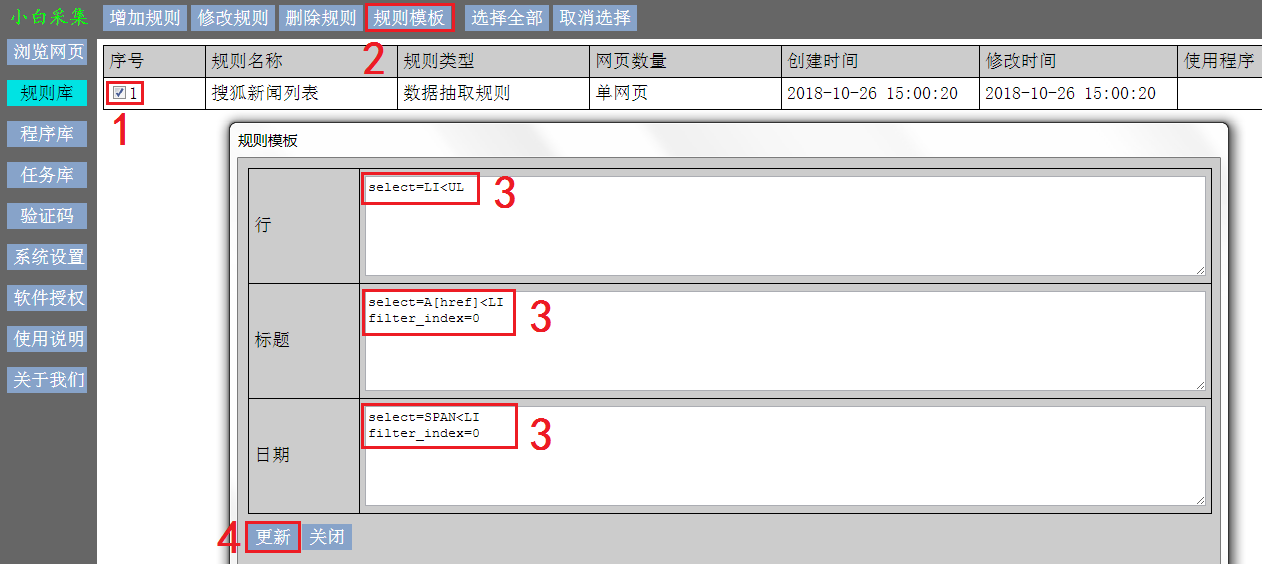 小白采集
增加规则 修改规则 删除规则 规则模板 选择全部 取消选择
浏览网页
规则库
程序库
任务库
验证码
系统设置
软件授权
使用说明
关于我们
2
序号 规则名称 规则类型 网页数量 创建时间 修改时间 使用程序
1 搜狐新闻列表 数据抽取规则 单网页 2018-10-26 15:00:20 2018-10-26 15:00:20
1
规则模板
行
select=LI<UL
3
标题
select=A[href]<LI
filter_index=0
3
日期
select=SPAN<LI
filter_index=0
3
4
更新 关闭